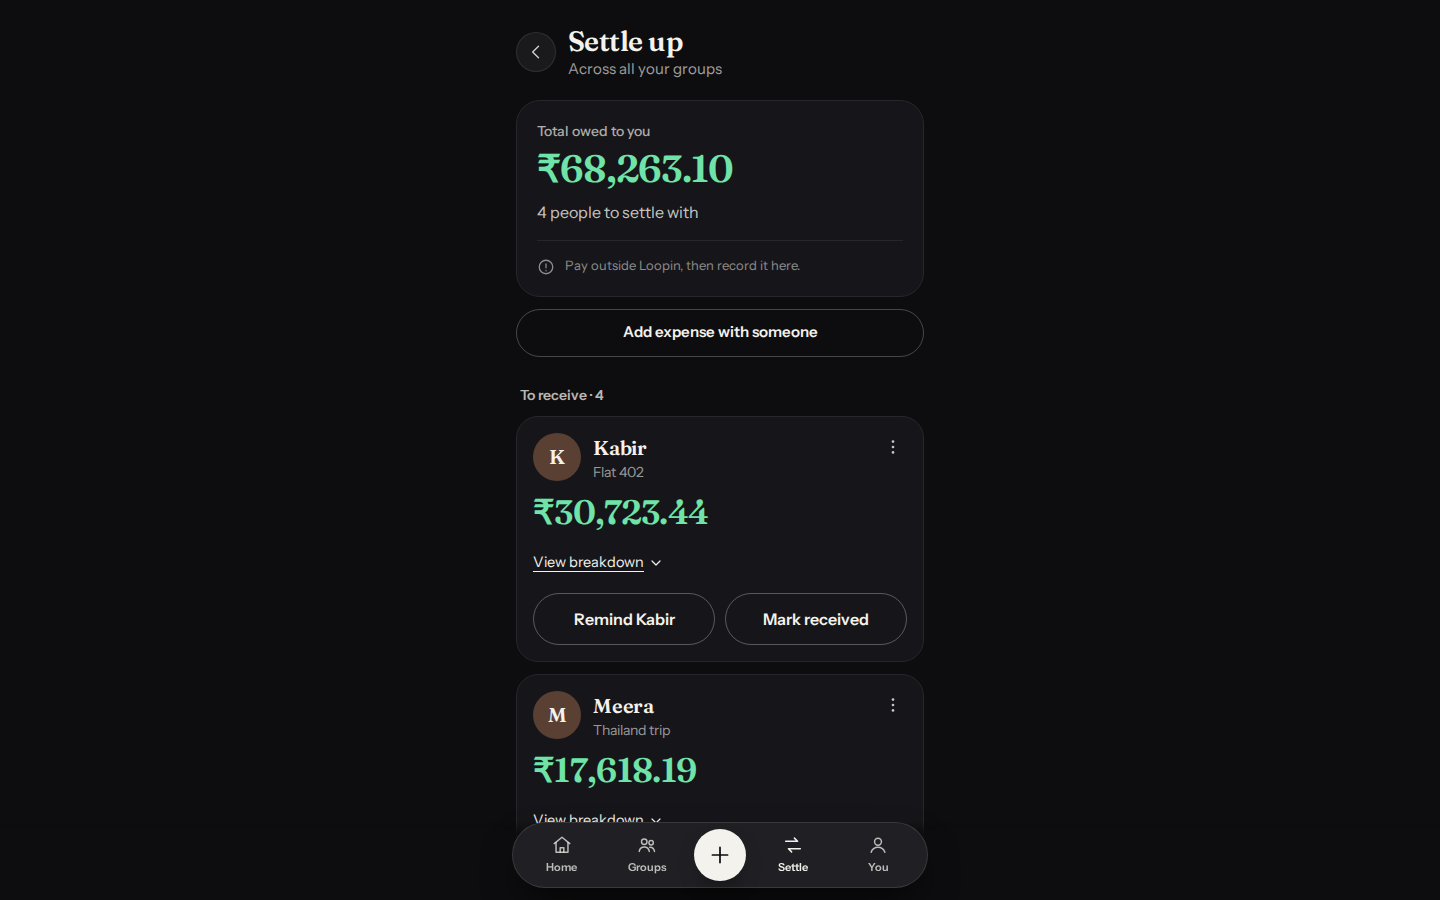 Settle up
Across all your groups
Total owed to you
₹68,263.10
4 people to settle with
Pay outside Loopin, then record it here.
Add expense with someone
To receive · 4
K
Kabir
Flat 402
₹30,723.44
View breakdown
Remind Kabir
Mark received
M
Meera
Thailand trip
₹17,618.19
View breakdown
Home
Groups
Settle
You